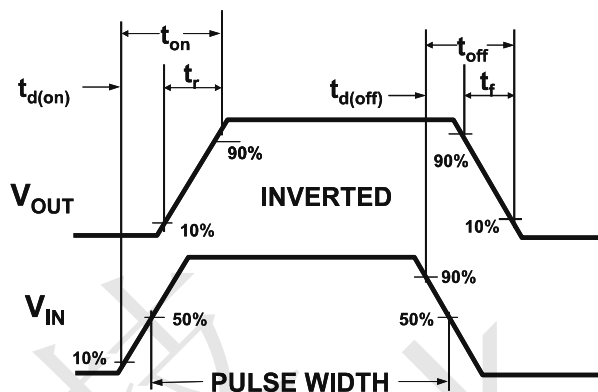 t_on
t_r
t_d(on)
t_off
t_f
t_d(off)
90%
90%
V_OUT
INVERTED
10%
10%
90%
V_IN
50%
50%
10%
PULSE WIDTH